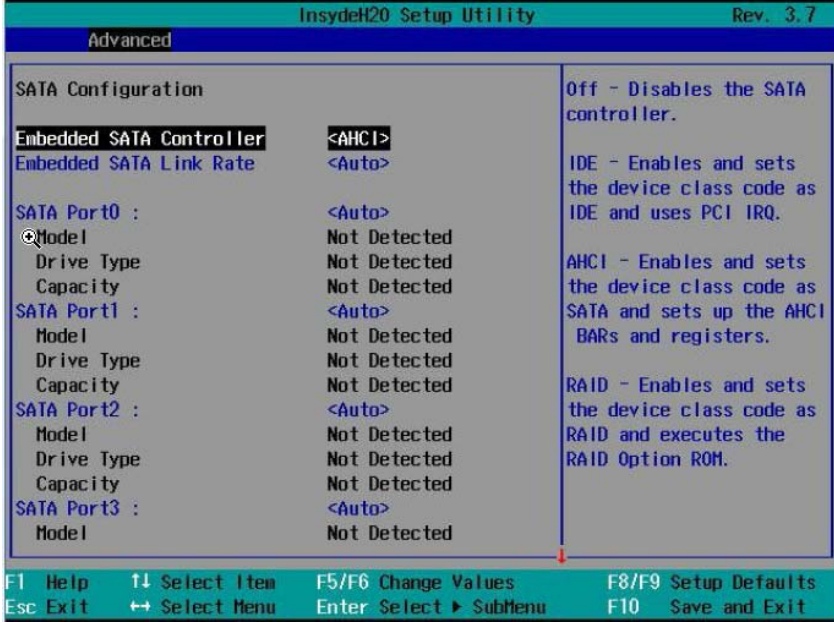 InsydeH20 Setup Utility Rev. 3.7
Advanced
SATA Configuration
Embedded SATA Controller <AHCI>
Embedded SATA Link Rate <Auto>
SATA Port0 : <Auto>
Model Not Detected
Drive Type Not Detected
Capacity Not Detected
SATA Port1 : <Auto>
Model Not Detected
Drive Type Not Detected
Capacity Not Detected
SATA Port2 : <Auto>
Model Not Detected
Drive Type Not Detected
Capacity Not Detected
SATA Port3 : <Auto>
Model Not Detected
Off - Disables the SATA
controller.
IDE - Enables and sets
the device class code as
IDE and uses PCI IRQ.
AHCI - Enables and sets
the device class code as
SATA and sets up the AHCI
BARs and registers.
RAID - Enables and sets
the device class code as
RAID and executes the
RAID Option ROM.
F1 Help ↑↓ Select Item F5/F6 Change Values F8/F9 Setup Defaults
Esc Exit ↔ Select Menu Enter Select ▶ SubMenu F10 Save and Exit